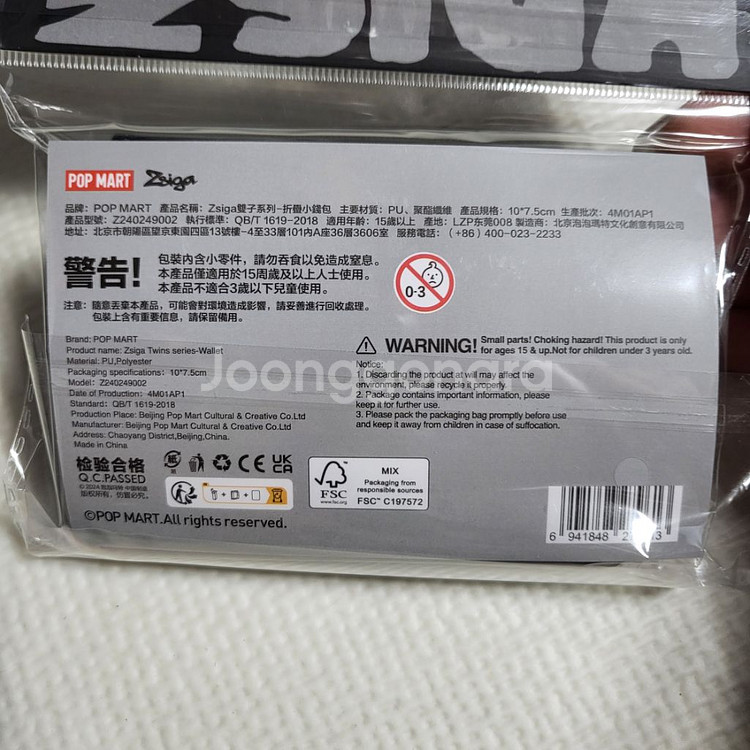 ZSIGA
POP MART Zsiga
品牌: POP MART 產品名稱: Zsiga雙子系列-折疊小錢包 主要材質: PU、聚酯纖維 產品規格: 10*7.5cm 生產批次: 4M01AP1
產品型號: Z240249002 執行標準: QB/T 1619-2018 適用年齡: 15歲以上 產地: LZP东莞008 製造商: 北京泡泡瑪特文化創意有限公司
地址: 北京市朝陽區望京東園四區13號樓-4至33層101內A座36層3606室 服務電話: (+86) 400-023-2233
警告!
包裝內含小零件，請勿吞食以免造成窒息。
本產品僅適用於15周歲及以上人士使用。
本產品不適合3歲以下兒童使用。
0-3
注意: 隨意丟棄本產品，可能會對環境造成影響，請妥善進行回收處理。
包裝上含有重要信息，請保留備用。
Brand: POP MART
Product name: Zsiga Twins series-Wallet
Material: PU,Polyester
Packaging specifications: 10*7.5cm
Model: Z240249002
Date of Production: 4M01AP1
Standard: QB/T 1619-2018
Production Place: Beijing Pop Mart Cultural & Creative Co.Ltd
Manufacturer: Beijing Pop Mart Cultural & Creative Co.Ltd
Address: Chaoyang District,Beijing,China.
Made in China
WARNING! Small parts! Choking hazard! This product is only
for ages 15 & up.Not for children under 3 years old.
Notice:
1. Discarding the product at will may affect the
environment, please recycle it properly.
2. Package contains important information, please
keep it for further use.
3. Please pack the packaging bag promptly before use
and keep it away from children in case of suffocation.
Joongonara
检验合格
Q.C.PASSED
版权所有，仿冒必究。
CE UK
CA
FSC
www.fsc.org
MIX
Packaging from
responsible sources
FSC™ C197572
©POP MART.All rights reserved.
6 941848